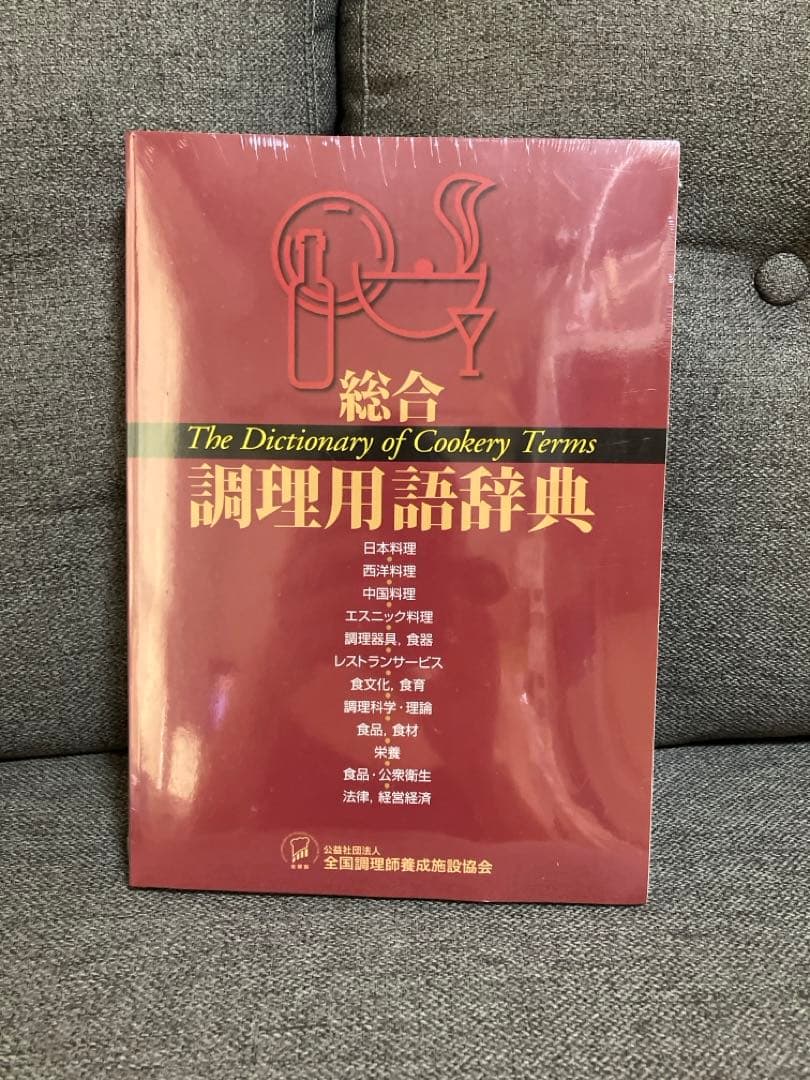 総合
The Dictionary of Cookery Terms
調理用語辞典
日本料理
西洋料理
中国料理
エスニック料理
調理器具, 食器
レストランサービス
食文化, 食育
調理科学・理論
食品, 食材
栄養
食品・公衆衛生
法律, 経営経済
公益社団法人
全国調理師養成施設協会